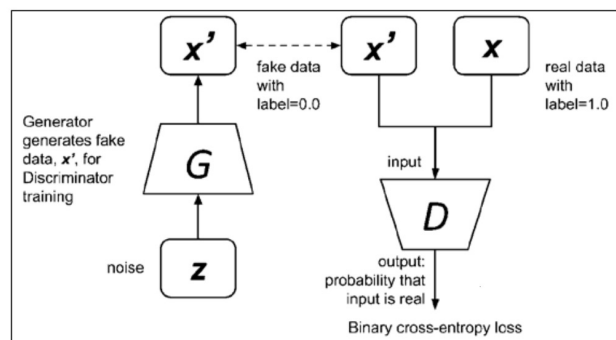 x'
x'
x
fake data
with
label=0.0
real data
with
label=1.0
Generator
generates fake
data, x', for
Discriminator
training
G
input
D
noise
z
output:
probability that
input is real
Binary cross-entropy loss